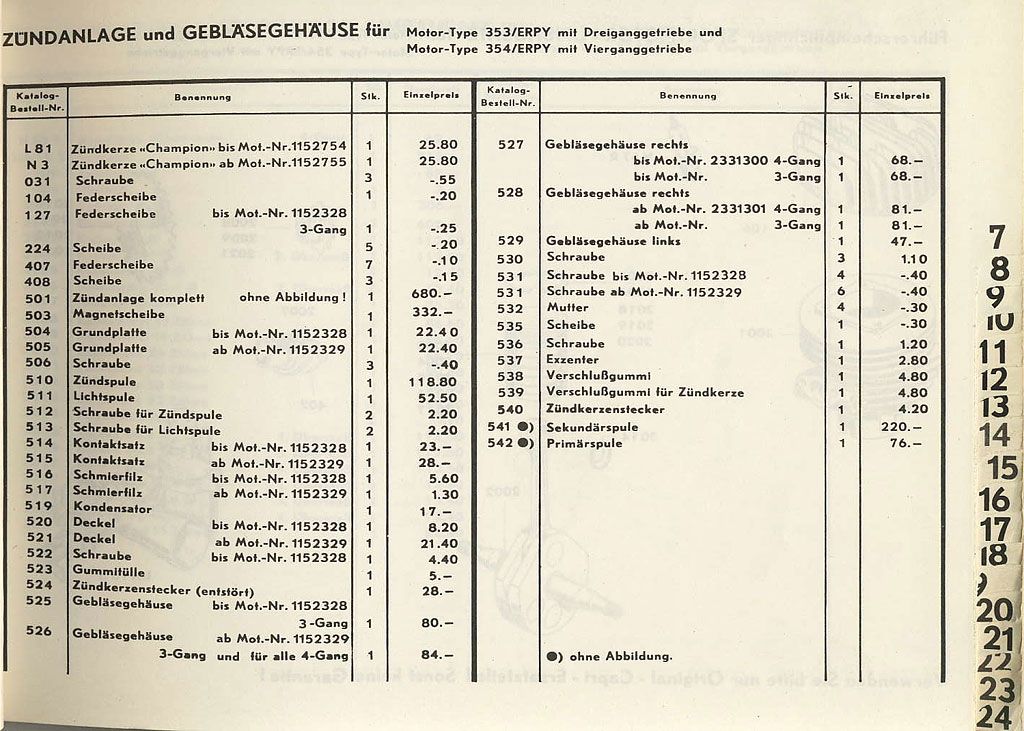 ZÜNDANLAGE und GEBLÄSEGEHÄUSE für Motor-Type 353/ERPY mit Dreiganggetriebe und
Motor-Type 354/ERPY mit Vierganggetriebe
Katalog-Bestell-Nr. Benennung Stk. Einzelpreis
L 81 Zündkerze «Champion» bis Mot.-Nr. 1152754 1 25.80
N 3 Zündkerze «Champion» ab Mot.-Nr. 1152755 1 25.80
031 Schraube 3 -.55
104 Federscheibe 1 -.20
127 Federscheibe bis Mot.-Nr. 1152328
3-Gang 1 -.25
224 Scheibe 5 -.20
407 Federscheibe 7 -.10
408 Scheibe 3 -.15
501 Zündanlage komplett ohne Abbildung! 1 680.—
503 Magnetscheibe 1 332.—
504 Grundplatte bis Mot.-Nr. 1152328 1 22.40
505 Grundplatte ab Mot.-Nr. 1152329 1 22.40
506 Schraube 3 -.40
510 Zündspule 1 118.80
511 Lichtspule 1 52.50
512 Schraube für Zündspule 2 2.20
513 Schraube für Lichtspule 2 2.20
514 Kontaktsatz bis Mot.-Nr. 1152328 1 23.—
515 Kontaktsatz ab Mot.-Nr. 1152329 1 28.—
516 Schmierfilz bis Mot.-Nr. 1152328 1 5.60
517 Schmierfilz ab Mot.-Nr. 1152329 1 1.30
519 Kondensator 1 17.—
520 Deckel bis Mot.-Nr. 1152328 1 8.20
521 Deckel ab Mot.-Nr. 1152329 1 21.40
522 Schraube bis Mot.-Nr. 1152328 1 4.40
523 Gummitülle 1 5.—
524 Zündkerzenstecker (entstört) 1 28.—
525 Gebläsegehäuse bis Mot.-Nr. 1152328
3-Gang 1 80.—
526 Gebläsegehäuse ab Mot.-Nr. 1152329
3-Gang und für alle 4-Gang 1 84.—
Katalog-Bestell-Nr. Benennung Stk. Einzelpreis
527 Gebläsegehäuse rechts
bis Mot.-Nr. 2331300 4-Gang 1 68.—
bis Mot.-Nr. 3-Gang 1 68.—
528 Gebläsegehäuse rechts
ab Mot.-Nr. 2331301 4-Gang 1 81.—
ab Mot.-Nr. 3-Gang 1 81.—
529 Gebläsegehäuse links 1 47.—
530 Schraube 3 1.10
531 Schraube bis Mot.-Nr. 1152328 4 -.40
531 Schraube ab Mot.-Nr. 1152329 6 -.40
532 Mutter 4 -.30
535 Scheibe 1 -.30
536 Schraube 1 1.20
537 Exzenter 1 2.80
538 Verschlußgummi 1 4.80
539 Verschlußgummi für Zündkerze 1 4.80
540 Zündkerzenstecker 1 4.20
541 ●) Sekundärspule 1 220.—
542 ●) Primärspule 1 76.—
●) ohne Abbildung.
7
8
9
10
11
12
13
14
15
16
17
18
9
20
21
22
23
24